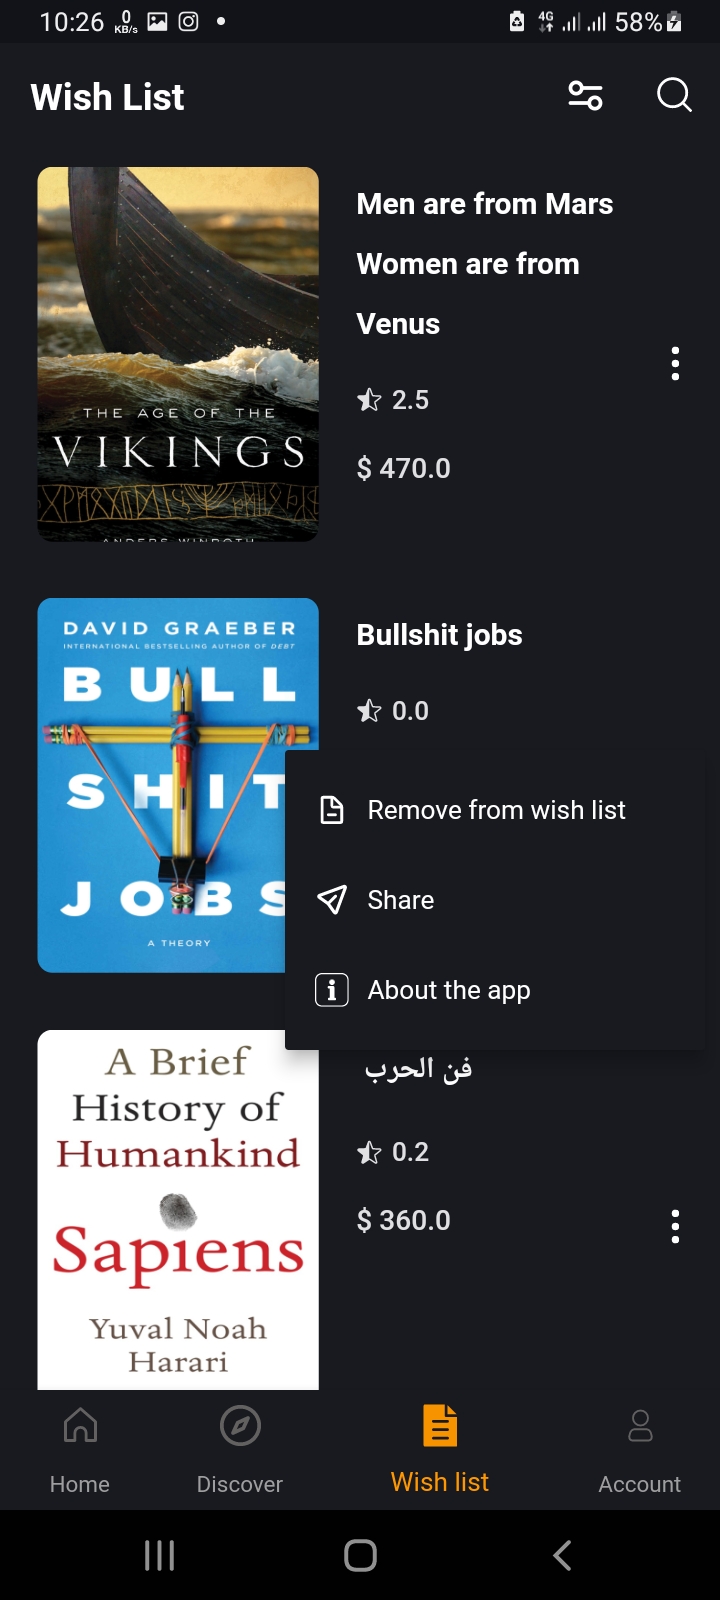 10:26 0 KB/s 4G 58%
Wish List
THE AGE OF THE
VIKINGS
ANDERS WINROTH
Men are from Mars
Women are from
Venus
2.5
$ 470.0
DAVID GRAEBER
INTERNATIONAL BESTSELLING AUTHOR OF DEBT
BULL
SHIT
JOBS
A THEORY
Bullshit jobs
0.0
Remove from wish list
Share
About the app
A Brief
History of
Humankind
Sapiens
Yuval Noah
Harari
فن الحرب
0.2
$ 360.0
Home
Discover
Wish list
Account